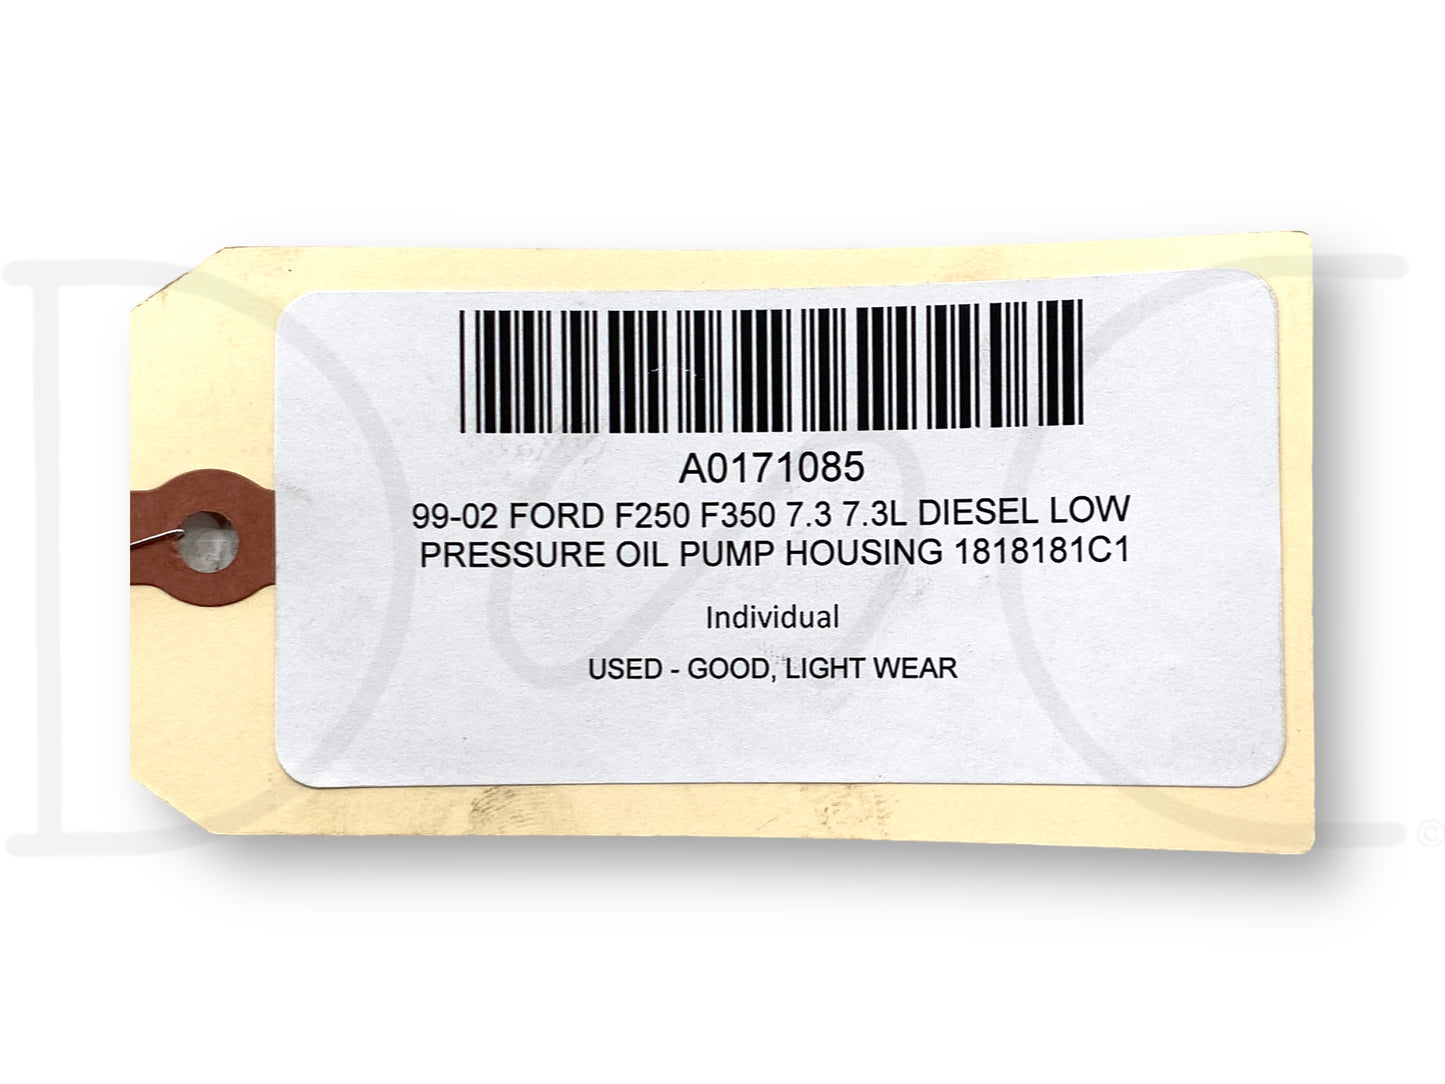 A0171085
99-02 FORD F250 F350 7.3 7.3L DIESEL LOW
PRESSURE OIL PUMP HOUSING 1818181C1
Individual
USED - GOOD, LIGHT WEAR
©